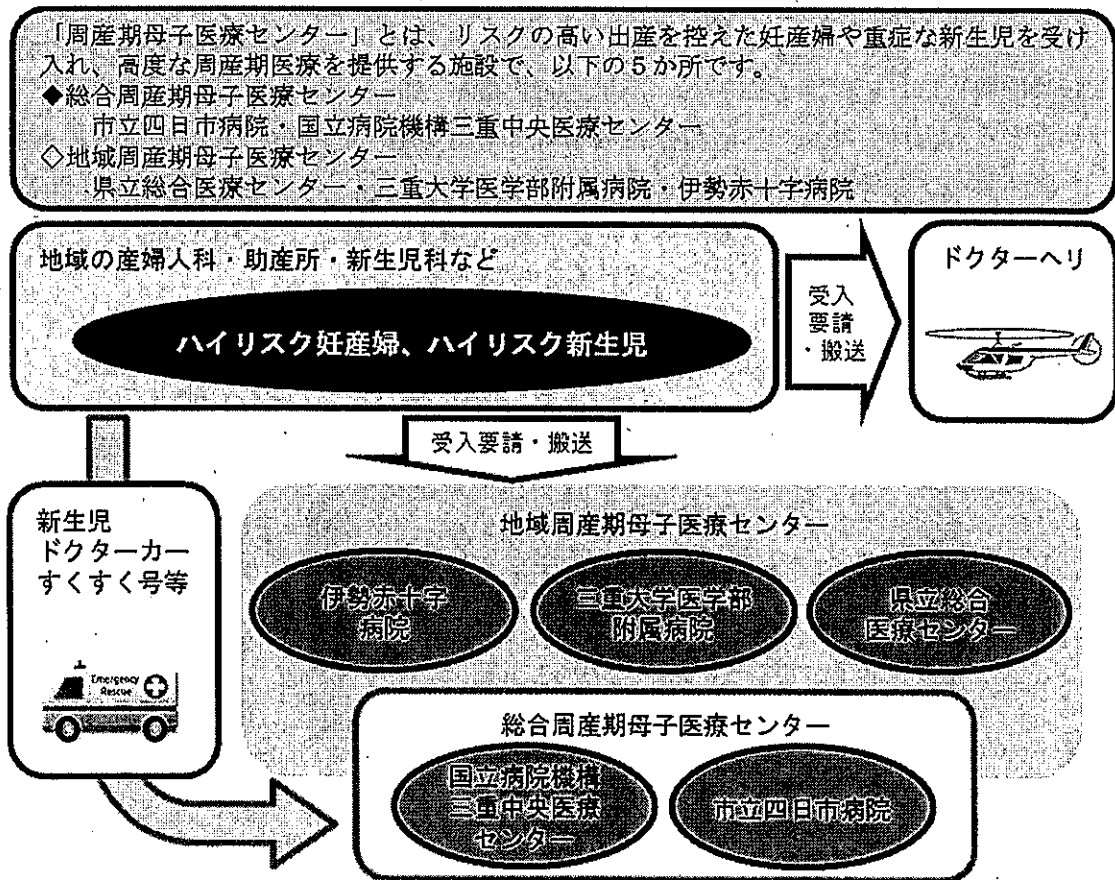 「周産期母子医療センター」とは、リスクの高い出産を控えた妊産婦や重症な新生児を受け
入れ、高度な周産期医療を提供する施設で、以下の5か所です。
◆総合周産期母子医療センター
市立四日市病院・国立病院機構三重中央医療センター
◇地域周産期母子医療センター
県立総合医療センター・三重大学医学部附属病院・伊勢赤十字病院
地域の産婦人科・助産所・新生児科など
ハイリスク妊産婦、ハイリスク新生児
受入
要請
・搬送
ドクターヘリ
受入要請・搬送
新生児
ドクターカー
すくすく号等
Emergency
Rescue
地域周産期母子医療センター
伊勢赤十字
病院
三重大学医学部
附属病院
県立総合
医療センター
総合周産期母子医療センター
国立病院機構
三重中央医療
センター
市立四日市病院